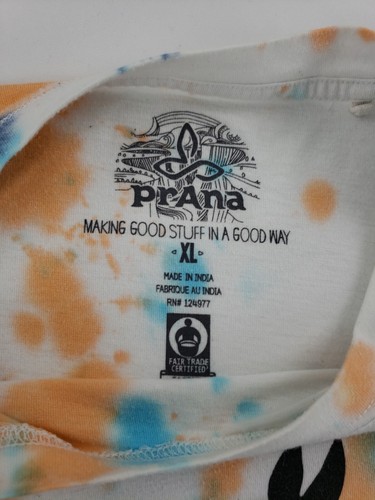 prAna
MAKING GOOD STUFF IN A GOOD WAY
XL
MADE IN INDIA
FABRIQUE AU INDIA
RN# 124977
FAIR TRADE
CERTIFIED